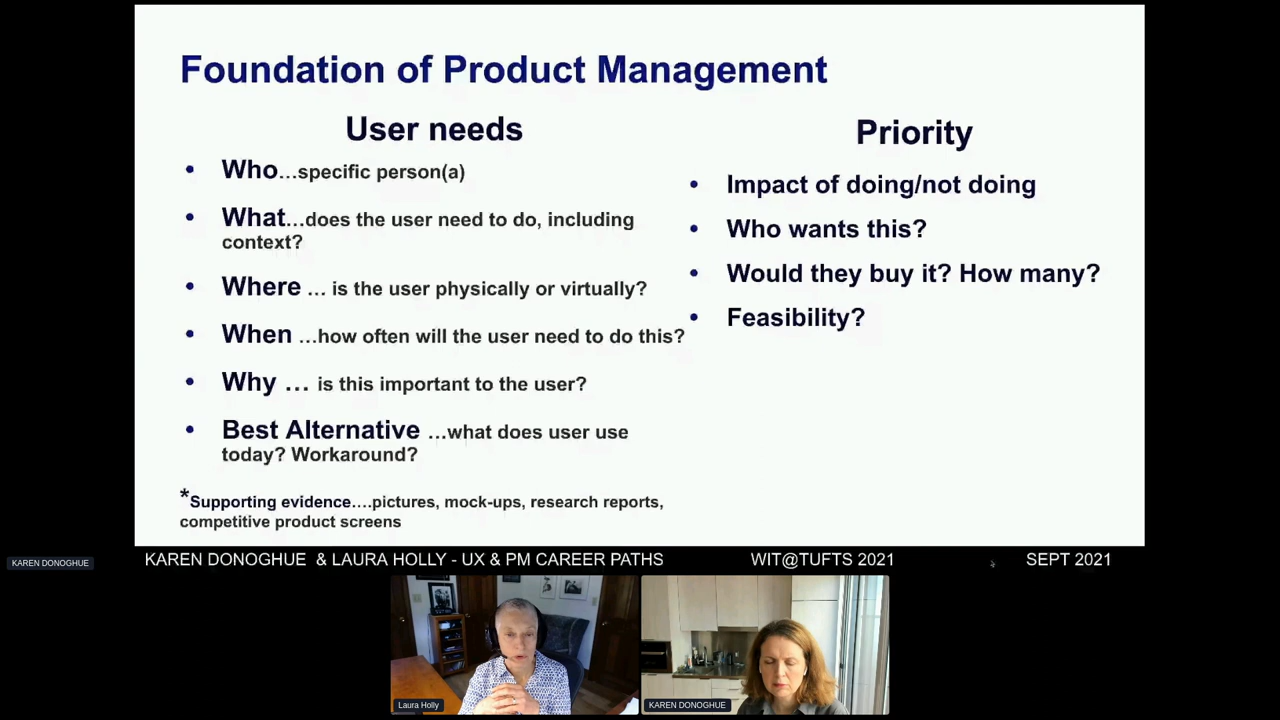 Foundation of Product Management
User needs
• Who…specific person(a)
• What…does the user need to do, including
context?
• Where … is the user physically or virtually?
• When …how often will the user need to do this?
• Why … is this important to the user?
• Best Alternative …what does user use
today? Workaround?
*Supporting evidence….pictures, mock-ups, research reports,
competitive product screens
Priority
• Impact of doing/not doing
• Who wants this?
• Would they buy it? How many?
• Feasibility?
KAREN DONOGHUE
KAREN DONOGHUE & LAURA HOLLY - UX & PM CAREER PATHS WIT@TUFTS 2021 SEPT 2021
Laura Holly
KAREN DONOGHUE